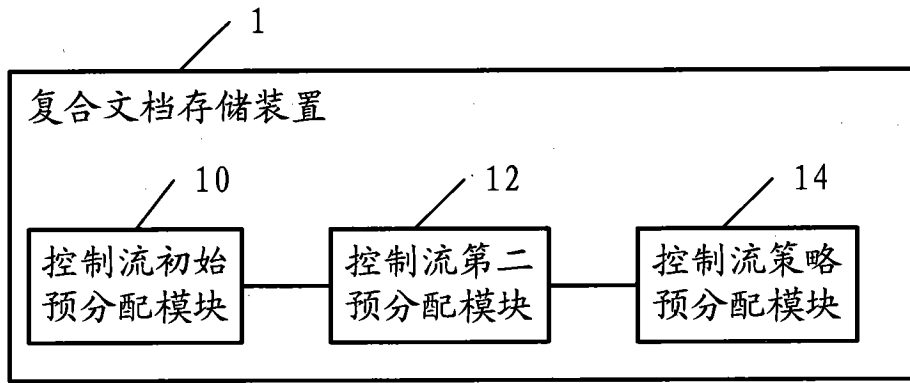 1
复合文档存储装置
10
12
14
控制流初始
预分配模块
控制流第二
预分配模块
控制流策略
预分配模块